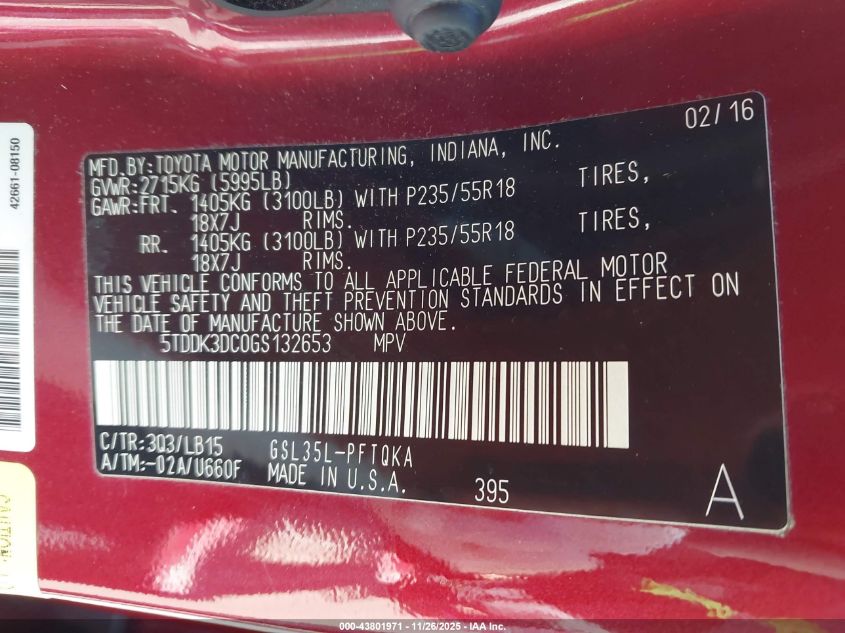 42661-08150
02/16
MFD.BY:TOYOTA MOTOR MANUFACTURING, INDIANA, INC.
GVWR:2715KG (5995LB)
GAWR:FRT. 1405KG (3100LB) WITH P235/55R18 TIRES,
18X7J RIMS.
RR. 1405KG (3100LB) WITH P235/55R18 TIRES,
18X7J RIMS.
THIS VEHICLE CONFORMS TO ALL APPLICABLE FEDERAL MOTOR
VEHICLE SAFETY AND THEFT PREVENTION STANDARDS IN EFFECT ON
THE DATE OF MANUFACTURE SHOWN ABOVE.
5TDDK3DC0GS132653 MPV
C/TR:3Q3/LB15 GSL35L-PFTQKA
A/TM:-02A/U660F MADE IN U.S.A. 395 A
CAUTION
000-43801971 - 11/26/2025 - IAA Inc.